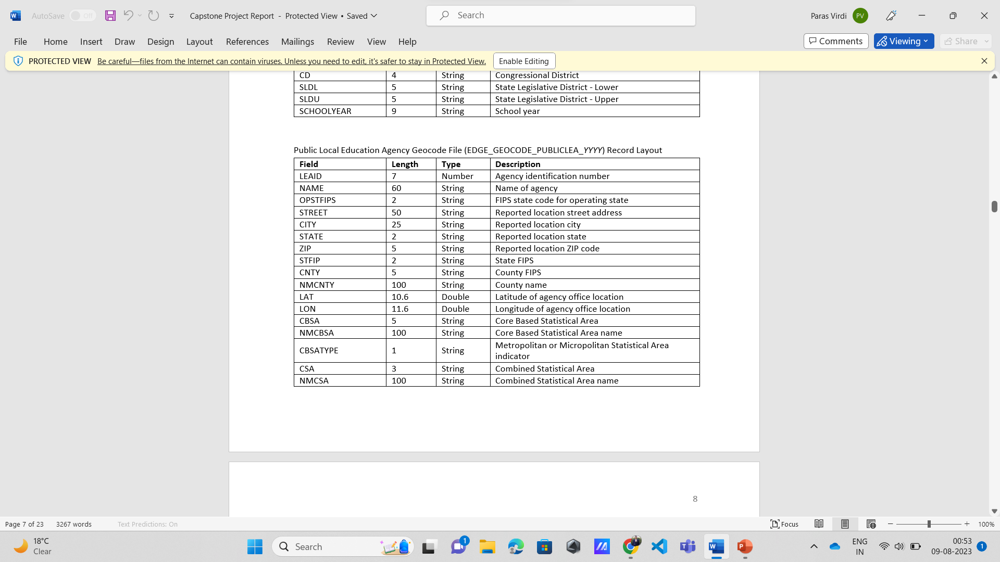 AutoSave Off Capstone Project Report - Protected View • Saved Search Paras Virdi PV
File Home Insert Draw Design Layout References Mailings Review View Help Comments Viewing Share
PROTECTED VIEW Be careful—files from the Internet can contain viruses. Unless you need to edit, it's safer to stay in Protected View. Enable Editing
CD 4 String Congressional District
SLDL 5 String State Legislative District - Lower
SLDU 5 String State Legislative District - Upper
SCHOOLYEAR 9 String School year
Public Local Education Agency Geocode File (EDGE_GEOCODE_PUBLICLEA_YYYY) Record Layout
Field Length Type Description
LEAID 7 Number Agency identification number
NAME 60 String Name of agency
OPSTFIPS 2 String FIPS state code for operating state
STREET 50 String Reported location street address
CITY 25 String Reported location city
STATE 2 String Reported location state
ZIP 5 String Reported location ZIP code
STFIP 2 String State FIPS
CNTY 5 String County FIPS
NMCNTY 100 String County name
LAT 10.6 Double Latitude of agency office location
LON 11.6 Double Longitude of agency office location
CBSA 5 String Core Based Statistical Area
NMCBSA 100 String Core Based Statistical Area name
CBSATYPE 1 String Metropolitan or Micropolitan Statistical Area
indicator
CSA 3 String Combined Statistical Area
NMCSA 100 String Combined Statistical Area name
8
Page 7 of 23 3267 words Text Predictions: On Focus 100%
18°C
Clear
Search
1
ENG
IN
00:53
09-08-2023
1